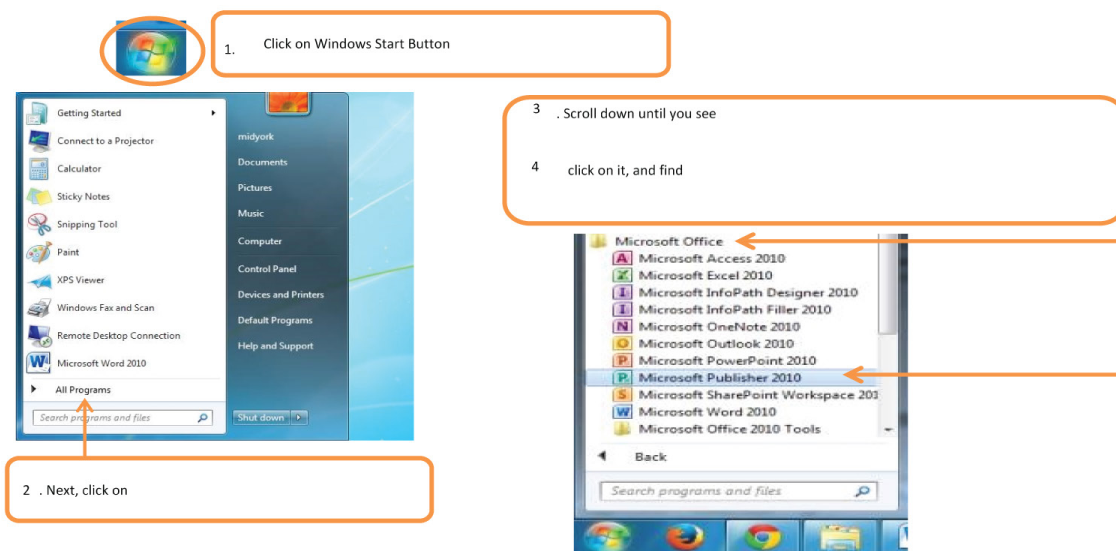 1. Click on Windows Start Button
Getting Started
Connect to a Projector
Calculator
Sticky Notes
Snipping Tool
Paint
XPS Viewer
Windows Fax and Scan
Remote Desktop Connection
Microsoft Word 2010
All Programs
Search programs and files
midyork
Documents
Pictures
Music
Computer
Control Panel
Devices and Printers
Default Programs
Help and Support
Shut down
2 . Next, click on
3 . Scroll down until you see
4 click on it, and find
Microsoft Office
Microsoft Access 2010
Microsoft Excel 2010
Microsoft InfoPath Designer 2010
Microsoft InfoPath Filler 2010
Microsoft OneNote 2010
Microsoft Outlook 2010
Microsoft PowerPoint 2010
Microsoft Publisher 2010
Microsoft SharePoint Workspace 201
Microsoft Word 2010
Microsoft Office 2010 Tools
Back
Search programs and files